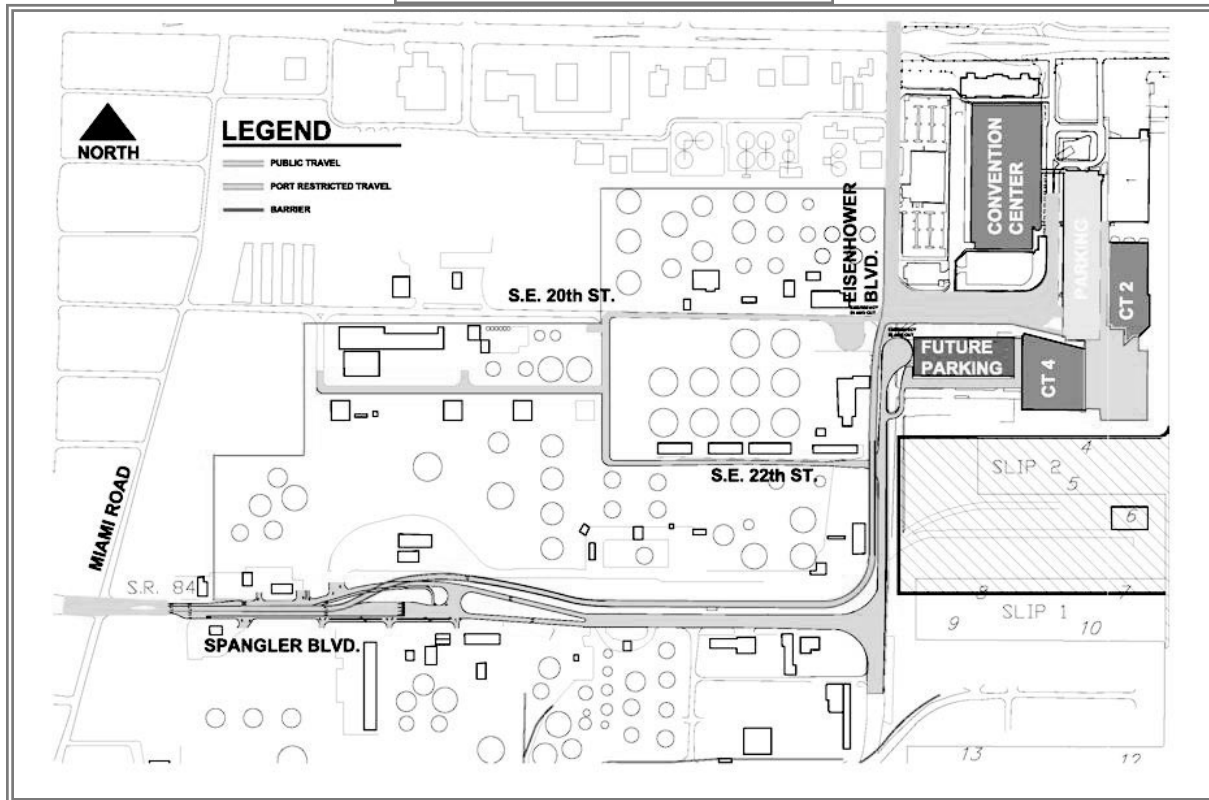 NORTH
LEGEND
PUBLIC TRAVEL
PORT RESTRICTED TRAVEL
BARRIER
EISENHOWER
BLVD.
CONVENTION
CENTER
PARKING
CT 2
S.E. 20th ST.
FUTURE
PARKING
CT 4
S.E. 22th ST.
MIAMI ROAD
4
SLIP 2
5
6
S.R. 84
8
7
SLIP 1
9
10
SPANGLER BLVD.
13
12